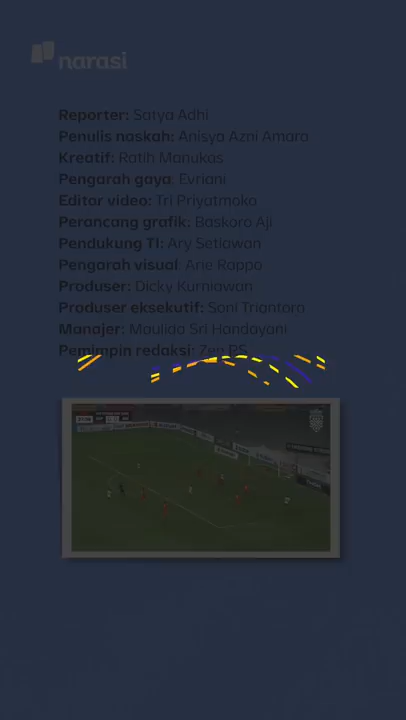 narasi
Reporter: Satya Adhi
Penulis naskah: Anisya Azni Amara
Kreatif: Ratih Manukas
Pengarah gaya: Evriani
Editor video: Tri Priyatmoko
Perancang grafik: Baskoro Aji
Pendukung TI: Ary Setiawan
Pengarah visual: Arie Rappo
Produser: Dicky Kurniawan
Produser eksekutif: Soni Triantoro
Manajer: Maulida Sri Handayani
Pemimpin redaksi: Zen RS